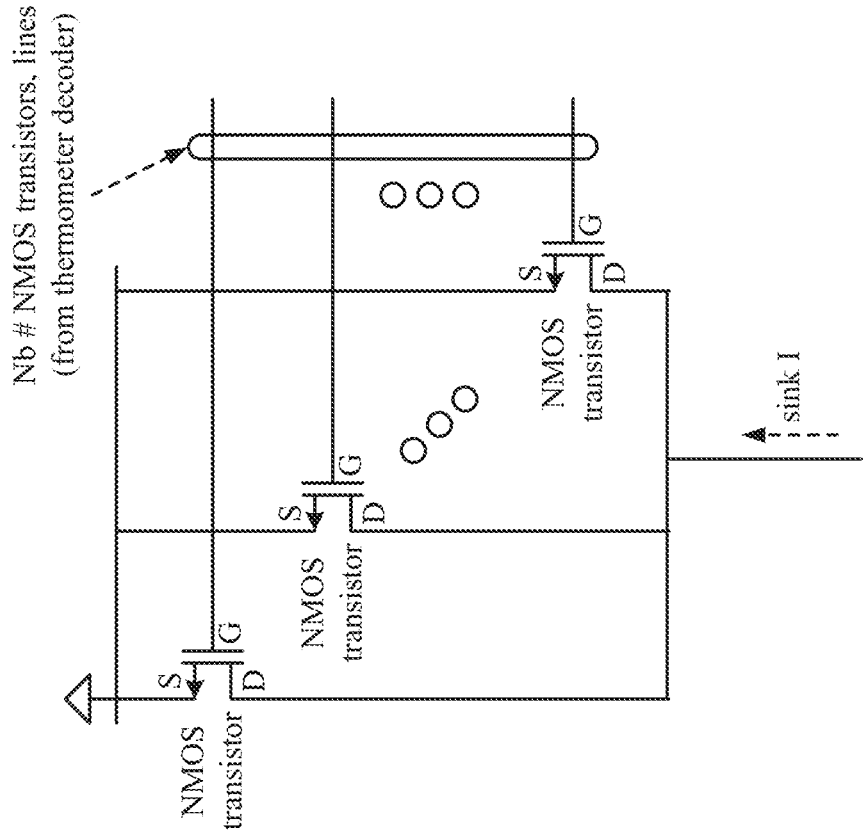 Nb # NMOS transistors, lines
(from thermometer decoder)
S
G
D
NMOS
transistor
S
G
D
NMOS
transistor
S
G
D
NMOS
transistor
sink I